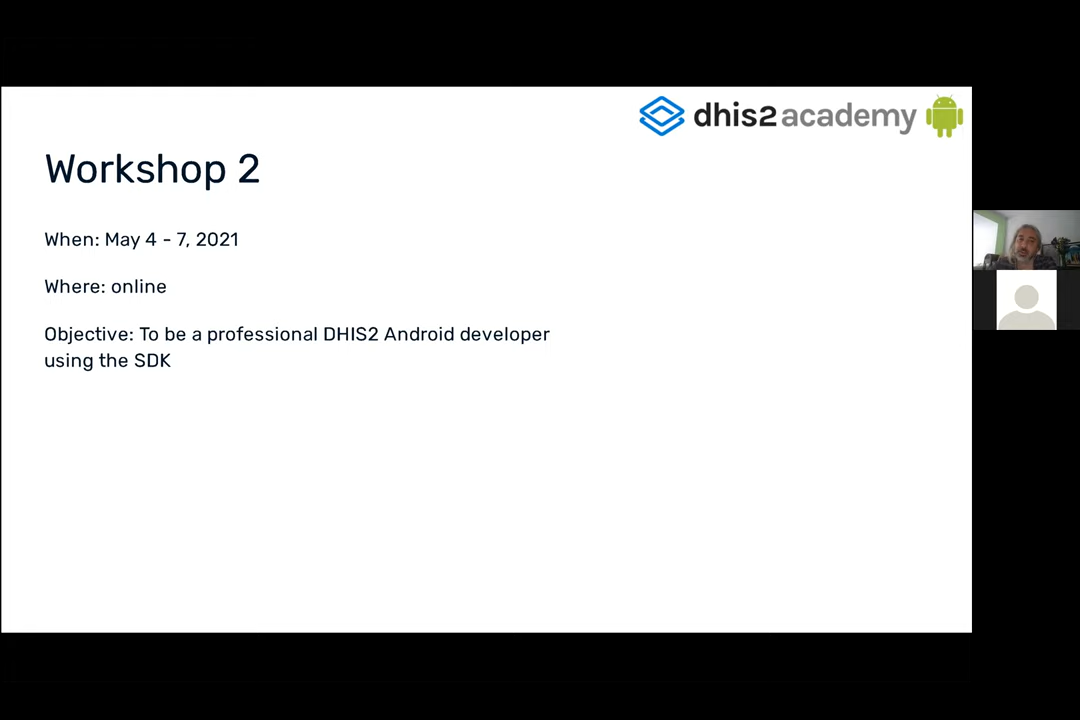 dhis2 academy
Workshop 2
When: May 4 - 7, 2021
Where: online
Objective: To be a professional DHIS2 Android developer
using the SDK